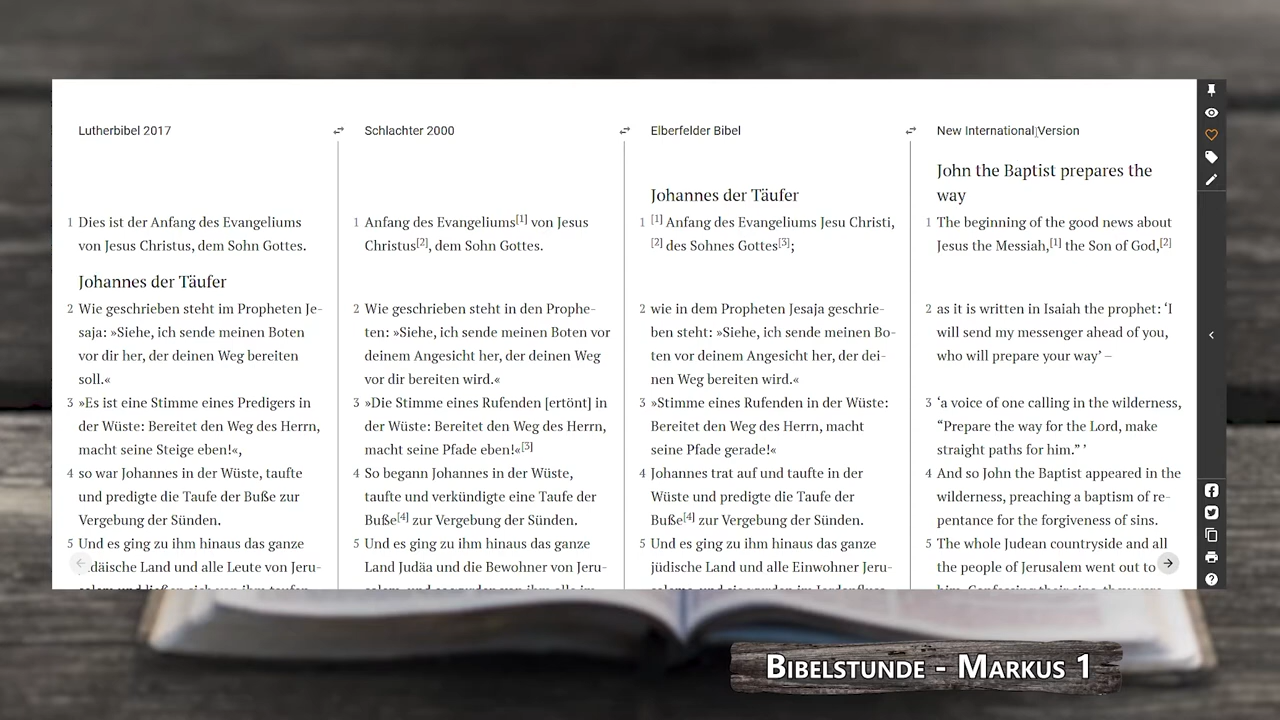 Lutherbibel 2017
1 Dies ist der Anfang des Evangeliums
von Jesus Christus, dem Sohn Gottes.
Johannes der Täufer
2 Wie geschrieben steht im Propheten Je-
saja: »Siehe, ich sende meinen Boten
vor dir her, der deinen Weg bereiten
soll.«
3 »Es ist eine Stimme eines Predigers in
der Wüste: Bereitet den Weg des Herrn,
macht seine Steige eben!«,
4 so war Johannes in der Wüste, taufte
und predigte die Taufe der Buße zur
Vergebung der Sünden.
5 Und es ging zu ihm hinaus das ganze
judäische Land und alle Leute von Jeru-
Schlachter 2000
1 Anfang des Evangeliums[1] von Jesus
Christus[2], dem Sohn Gottes.
2 Wie geschrieben steht in den Prophe-
ten: »Siehe, ich sende meinen Boten vor
deinem Angesicht her, der deinen Weg
vor dir bereiten wird.«
3 »Die Stimme eines Rufenden [ertönt] in
der Wüste: Bereitet den Weg des Herrn,
macht seine Pfade eben!«[3]
4 So begann Johannes in der Wüste,
taufte und verkündigte eine Taufe der
Buße[4] zur Vergebung der Sünden.
5 Und es ging zu ihm hinaus das ganze
Land Judäa und die Bewohner von Jeru-
Elberfelder Bibel
Johannes der Täufer
1 [1] Anfang des Evangeliums Jesu Christi,
[2] des Sohnes Gottes[3];
2 wie in dem Propheten Jesaja geschrie-
ben steht: »Siehe, ich sende meinen Bo-
ten vor deinem Angesicht her, der dei-
nen Weg bereiten wird.«
3 »Stimme eines Rufenden in der Wüste:
Bereitet den Weg des Herrn, macht
seine Pfade gerade!«
4 Johannes trat auf und taufte in der
Wüste und predigte die Taufe der
Buße[4] zur Vergebung der Sünden.
5 Und es ging zu ihm hinaus das ganze
jüdische Land und alle Einwohner Jeru-
New International Version
John the Baptist prepares the
way
1 The beginning of the good news about
Jesus the Messiah,[1] the Son of God,[2]
2 as it is written in Isaiah the prophet: ‘I
will send my messenger ahead of you,
who will prepare your way’ –
3 ‘a voice of one calling in the wilderness,
“Prepare the way for the Lord, make
straight paths for him.” ’
4 And so John the Baptist appeared in the
wilderness, preaching a baptism of re-
pentance for the forgiveness of sins.
5 The whole Judean countryside and all
the people of Jerusalem went out to
Bibelstunde - Markus 1